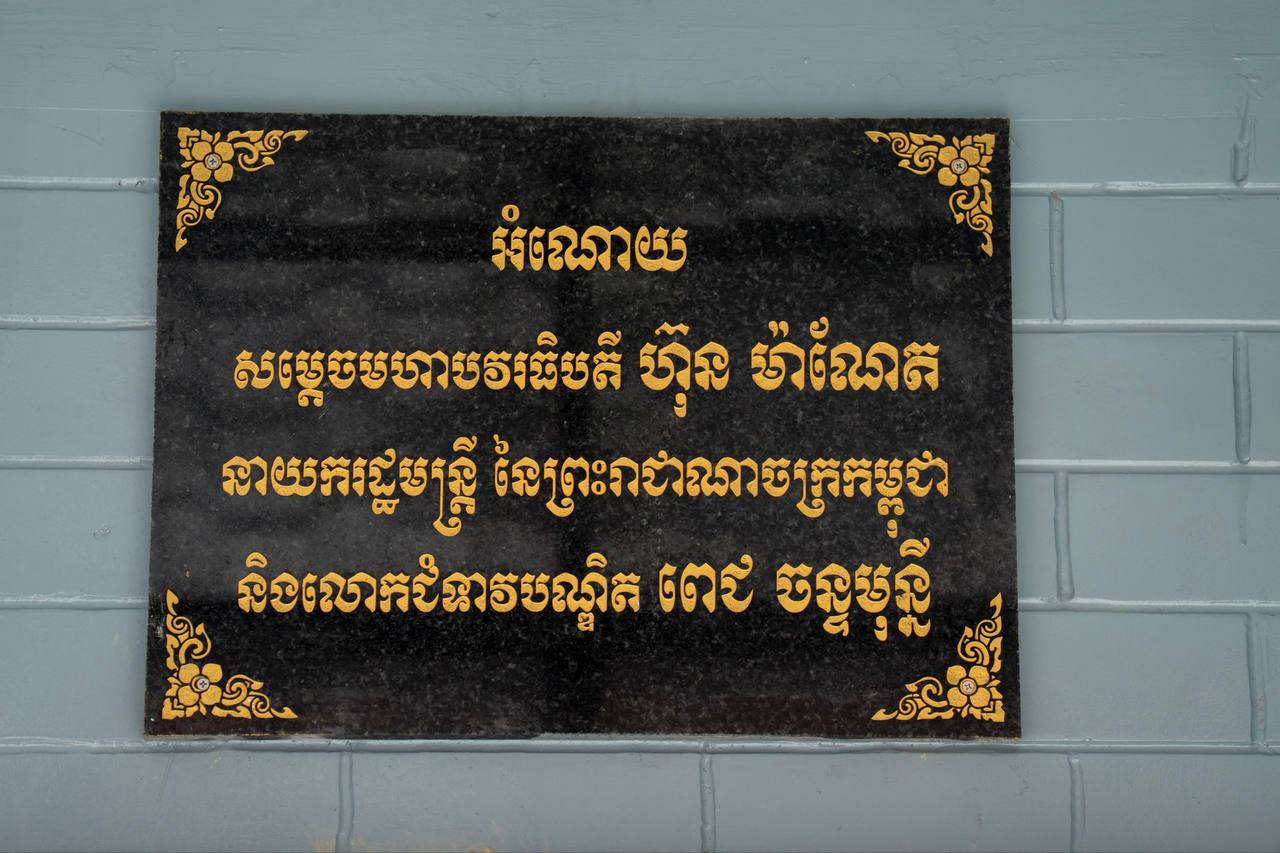 អំណោយ
សម្តេចមហាបវរធិបតី ហ៊ុន ម៉ាណែត
នាយករដ្ឋមន្ត្រី នៃព្រះរាជាណាចក្រកម្ពុជា
និងលោកជំទាវបណ្ឌិត ពេជ ចន្ទមុន្នី